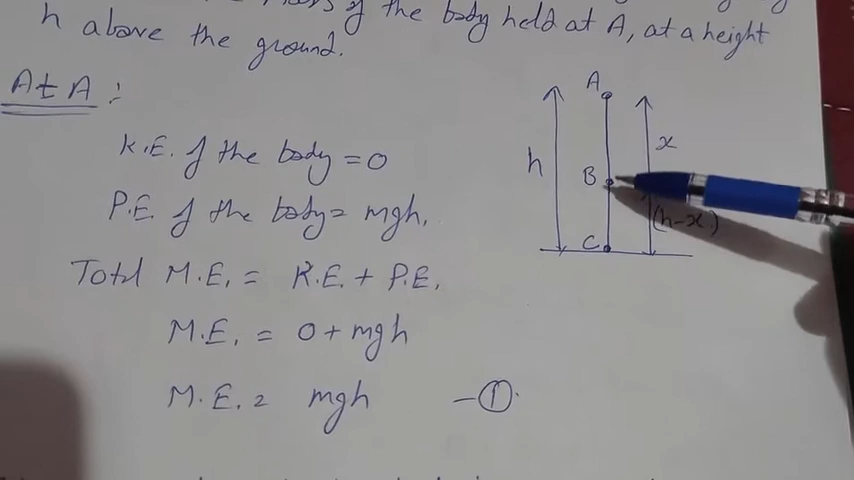 of the body held at A, at a height
h above the ground.
At A :
K.E. of the body = 0
P.E. of the body = mgh.
Total M.E. = K.E. + P.E.
M.E. = 0 + mgh
M.E. = mgh —①
A
h
x
B
(h-x)
C